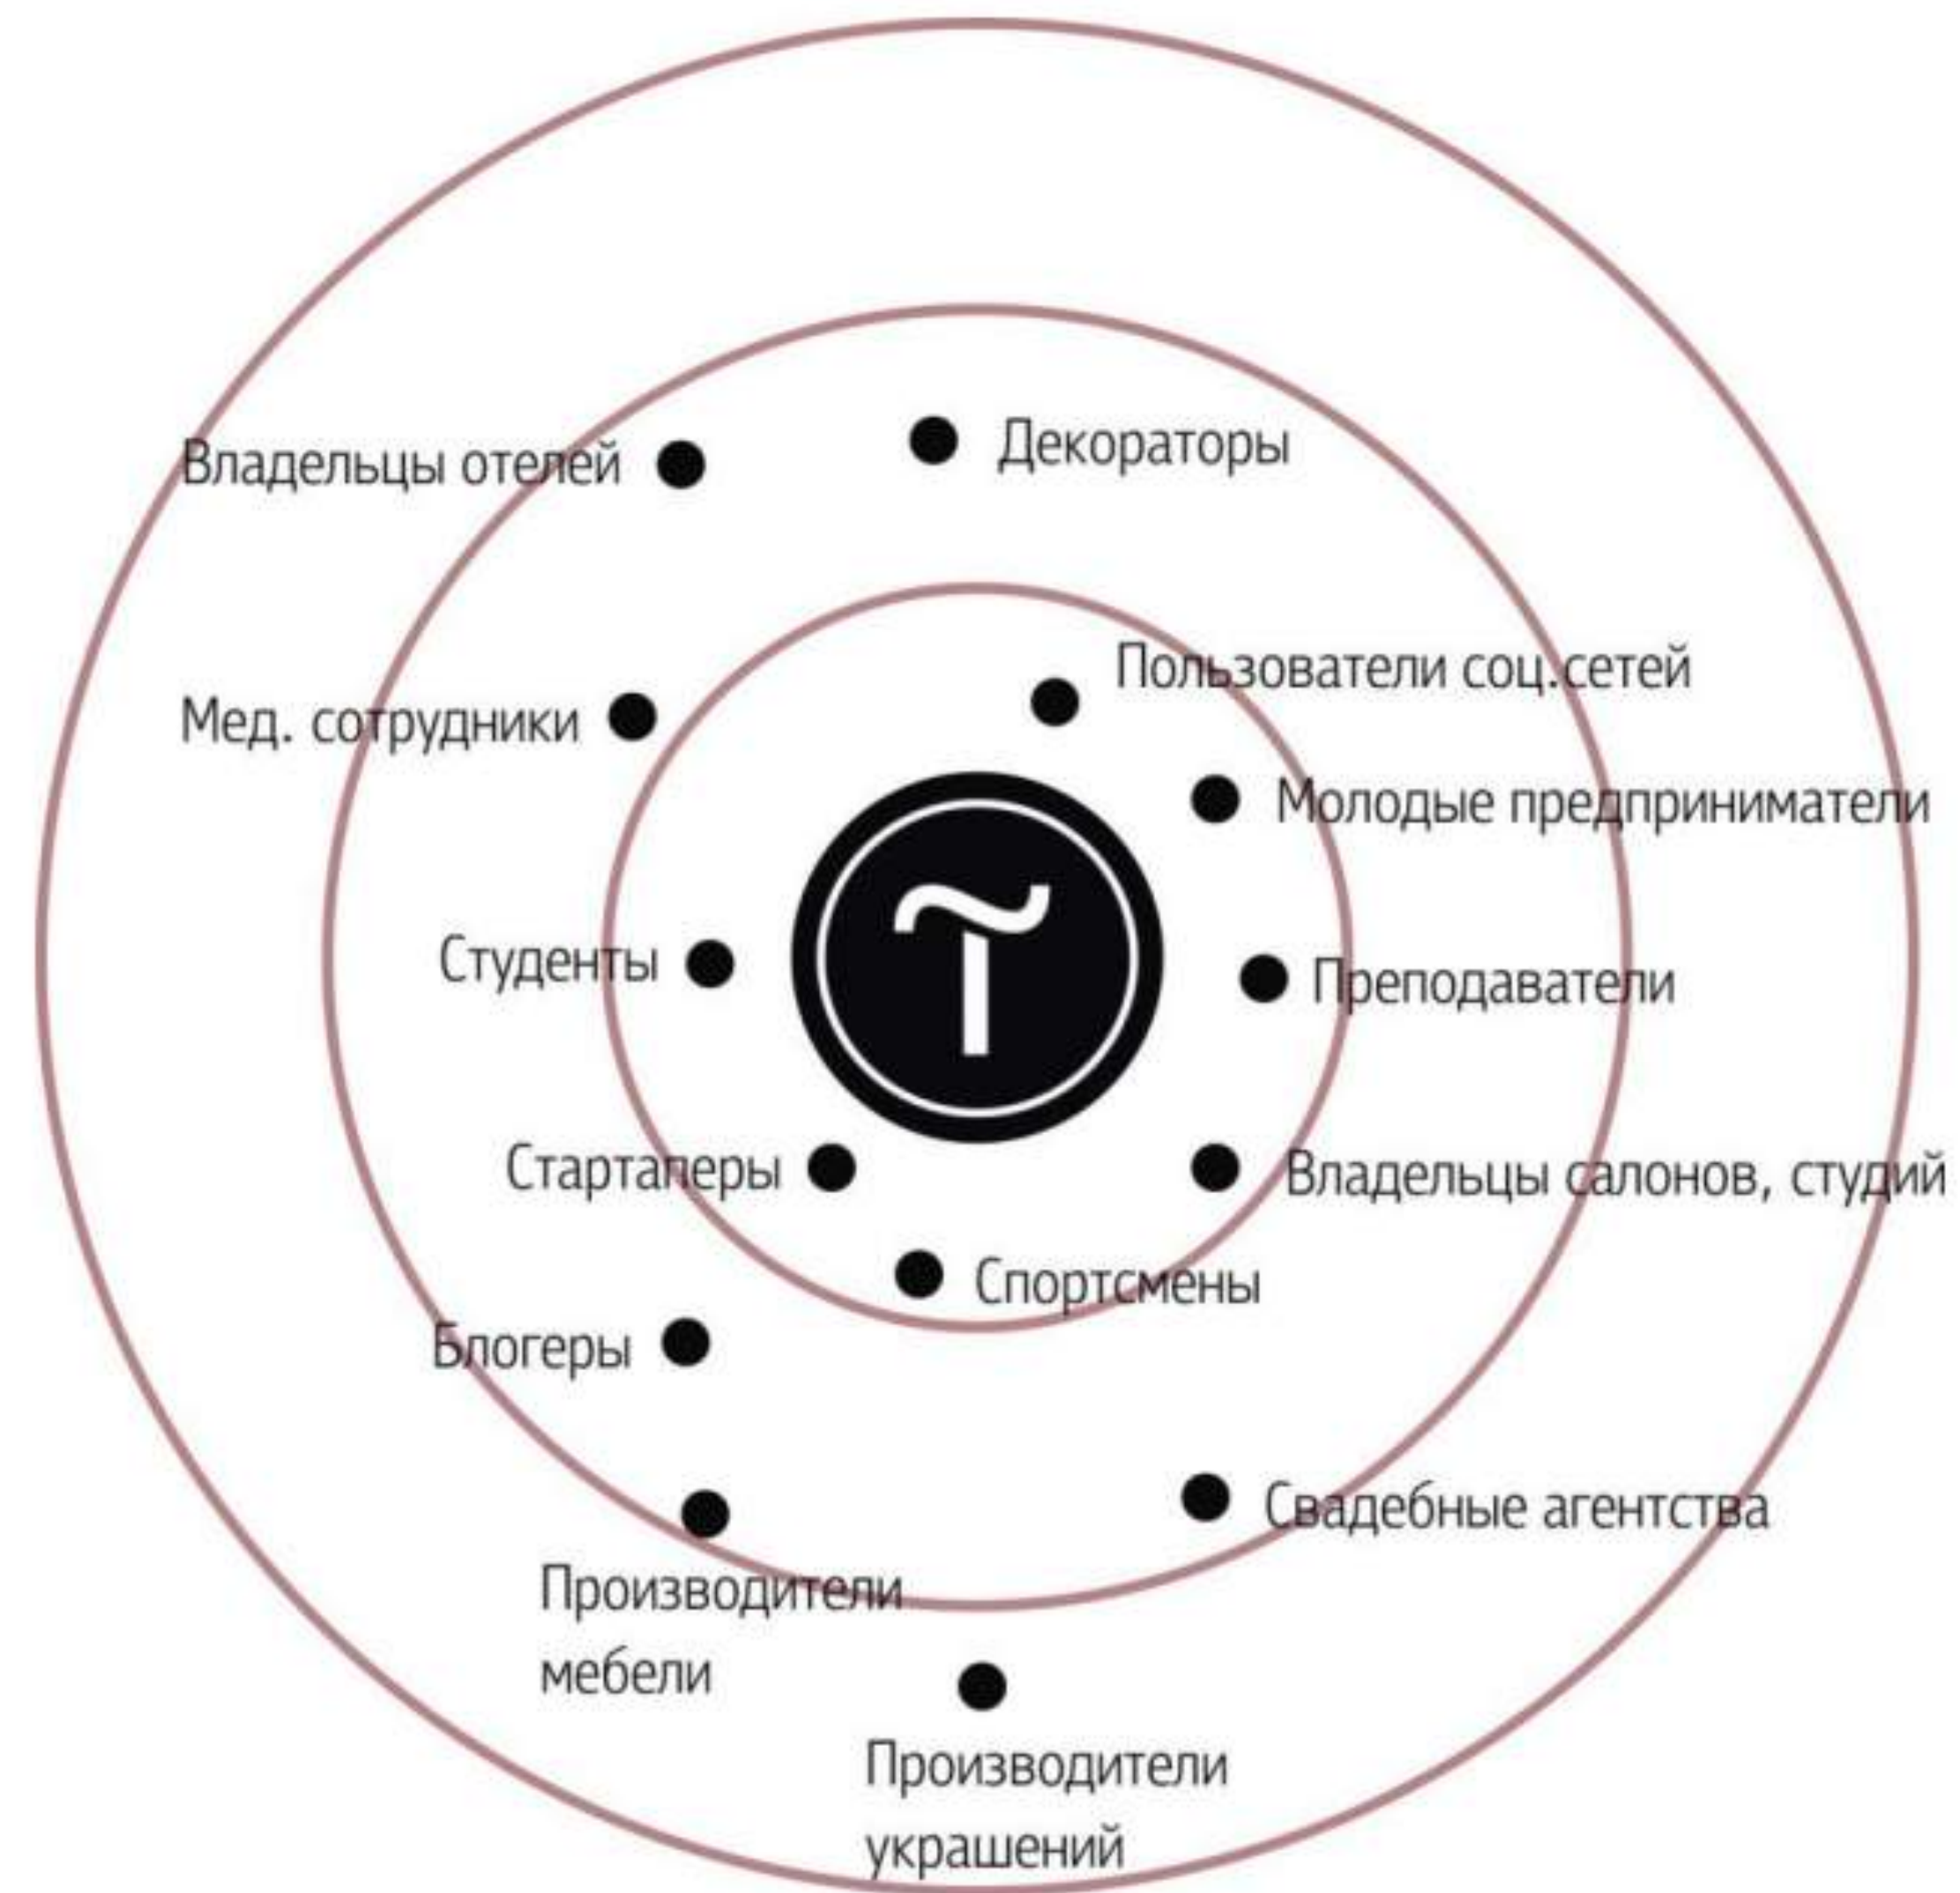 Владельцы отелей
Декораторы
Пользователи соц.сетей
Мед. сотрудники
Молодые предприниматели
Студенты
Преподаватели
Стартаперы
Владельцы салонов, студий
Спортсмены
Блогеры
Свадебные агентства
Производители
мебели
Производители
украшений